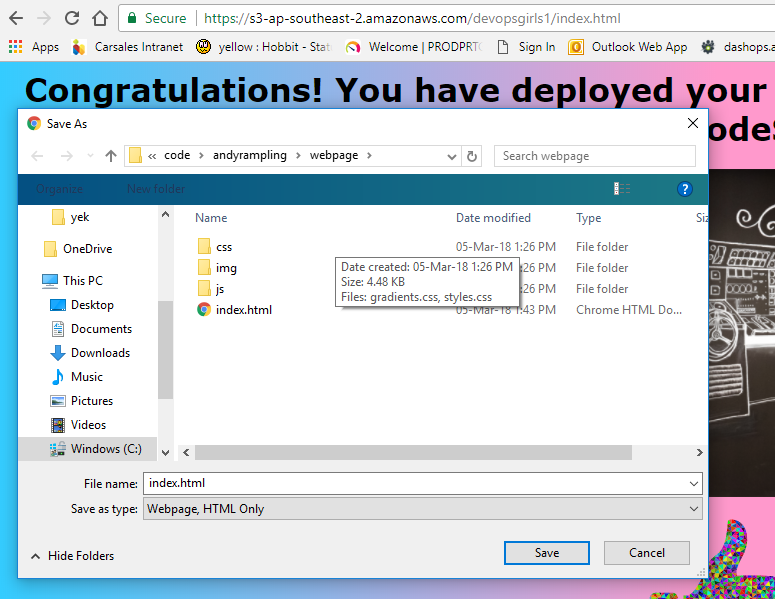 Secure
https://s3-ap-southeast-2.amazonaws.com/devopsgirls1/index.html
Apps
Carsales Intranet
yellow : Hobbit - Stat
Welcome | PRODPRT
Sign In
Outlook Web App
dashops.a
Congratulations! You have deployed your
odeS
Save As
« code > andyrampling > webpage >
Search webpage
Organize
New folder
?
yek
OneDrive
This PC
Desktop
Documents
Downloads
Music
Pictures
Videos
Windows (C:)
Name Date modified Type Siz
css 05-Mar-18 1:26 PM File folder
img :26 PM File folder
js :26 PM File folder
index.html 05-Mar-18 1:43 PM Chrome HTML Do...
Date created: 05-Mar-18 1:26 PM
Size: 4.48 KB
Files: gradients.css, styles.css
File name: index.html
Save as type: Webpage, HTML Only
Hide Folders
Save
Cancel